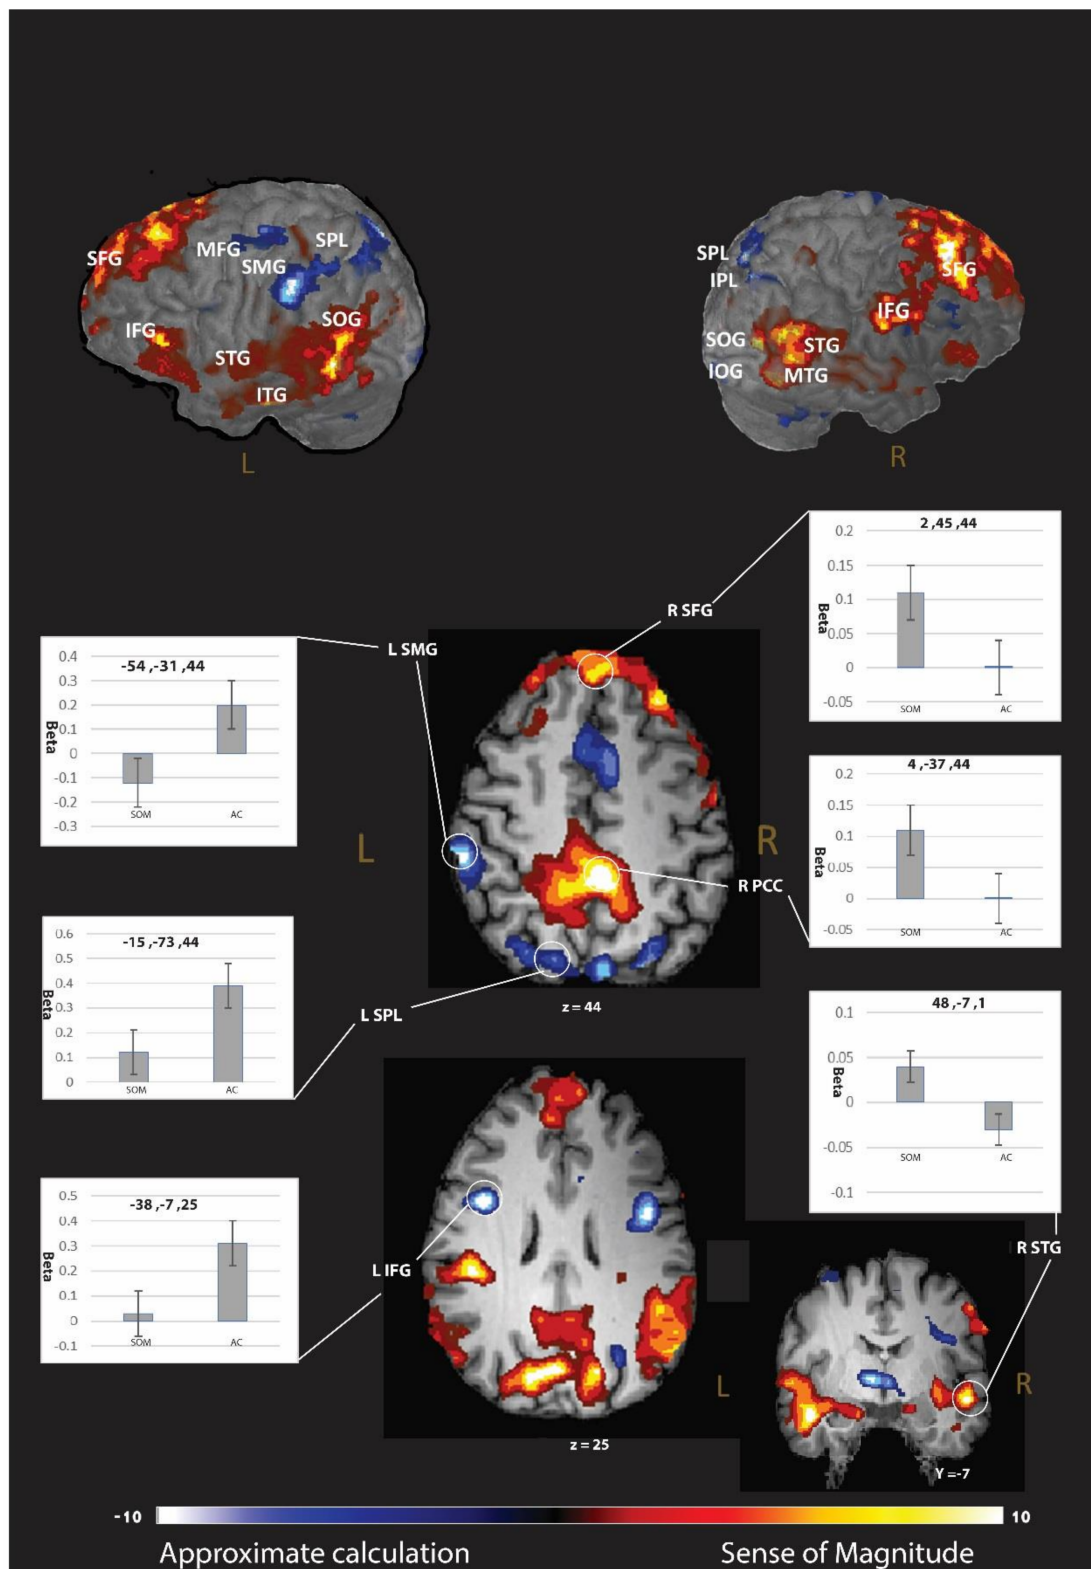 SFG
MFG
SMG
SPL
IFG
STG
SOG
ITG
L
SPL
IPL
SFG
IFG
SOG
STG
IOG
MTG
R
2 ,45,44
0.2
0.1
0.05
0
-0.05
Beta
SOM
AC
R SFG
L SMG
-54 ,-31,44
0.4
0.3
0.2
0.1
0
-0.1
-0.2
-0.3
Beta
SOM
AC
4 ,-37,44
0.2
0.1
0.05
0
-0.05
Beta
SOM
AC
L
R
R PCC
-15 ,-73 ,44
0.6
0.5
0.4
0.3
0.2
0.1
0
Beta
SOM
AC
L SPL
z = 44
48 ,-7 ,1
0.1
0.05
0
-0.05
-0.1
Beta
SOM
AC
-38 ,-7,25
0.5
0.4
0.3
0.2
0.1
0
-0.1
Beta
SOM
AC
L IFG
R STG
L
R
z = 25
Y =-7
-10
10
Approximate calculation
Sense of Magnitude